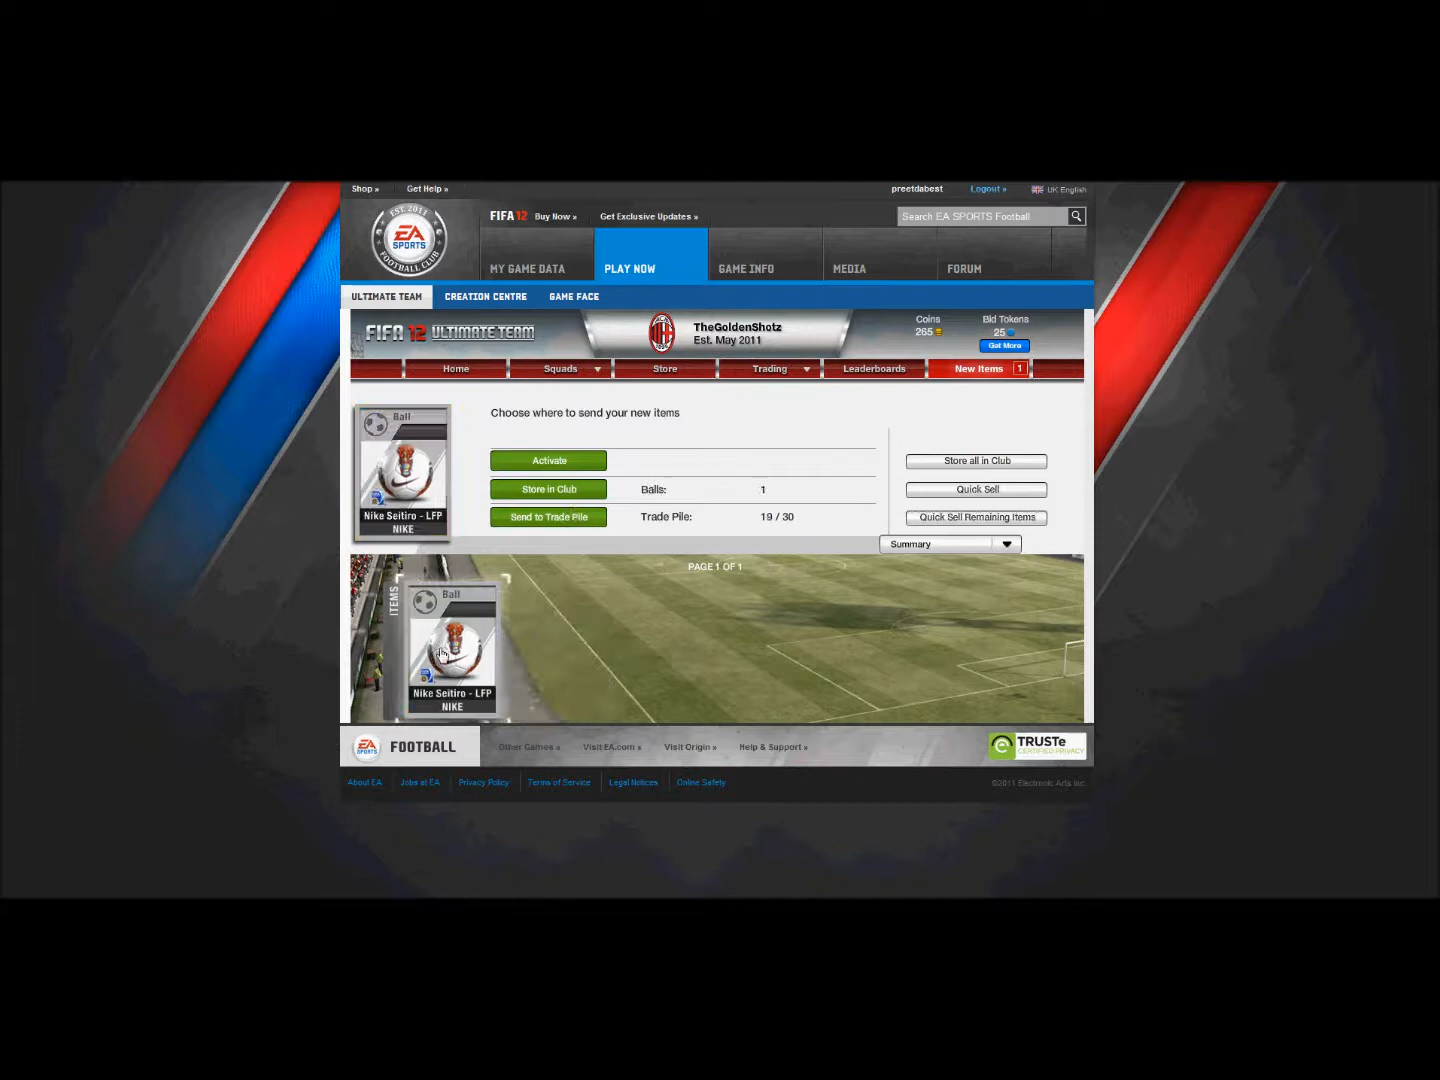 Shop »
Get Help »
preetdabest
Logout »
UK English
EST. 2011
EA
SPORTS
FOOTBALL CLUB
FIFA 12
Buy Now »
Get Exclusive Updates »
Search EA SPORTS Football
MY GAME DATA
PLAY NOW
GAME INFO
MEDIA
FORUM
ULTIMATE TEAM
CREATION CENTRE
GAME FACE
FIFA 12 ULTIMATE TEAM
TheGoldenShotz
Est. May 2011
Coins
265
Bid Tokens
25
Get More
Home
Squads
Store
Trading
Leaderboards
New Items
1
Ball
Nike Seitiro - LFP
NIKE
Choose where to send your new items
Activate
Store in Club
Balls:
1
Send to Trade Pile
Trade Pile:
19 / 30
Store all in Club
Quick Sell
Quick Sell Remaining Items
Summary
PAGE 1 OF 1
ITEMS
Ball
Nike Seitiro - LFP
NIKE
EA
SPORTS
FOOTBALL
Other Games »
Visit EA.com »
Visit Origin »
Help & Support »
TRUSTe
CERTIFIED PRIVACY
About EA
Jobs at EA
Privacy Policy
Terms of Service
Legal Notices
Online Safety
©2011 Electronic Arts Inc.